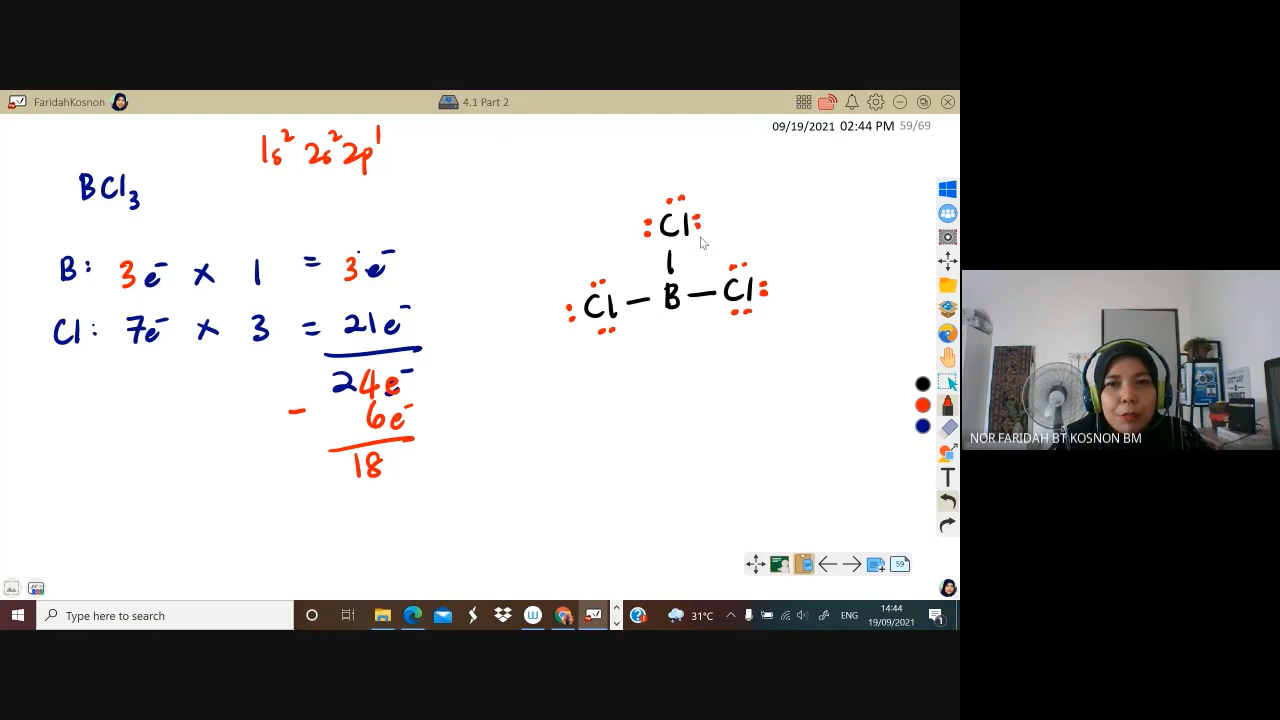 FaridahKosnon
4.1 Part 2
09/19/2021 02:44 PM 59/69
1s² 2s² 2p¹
BCl₃
B: 3e⁻ x 1 = 3e⁻
Cl: 7e⁻ x 3 = 21e⁻
24e⁻
- 6e⁻
18
Cl
Cl – B – Cl
T
NOR FARIDAH BT KOSNON BM
59
Type here to search
31°C
ENG
14:44
19/09/2021